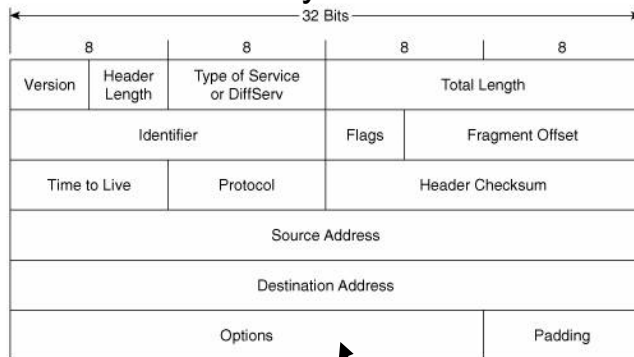 32 Bits
8 8 8 8
Version Header Length Type of Service or DiffServ Total Length
Identifier Flags Fragment Offset
Time to Live Protocol Header Checksum
Source Address
Destination Address
Options Padding